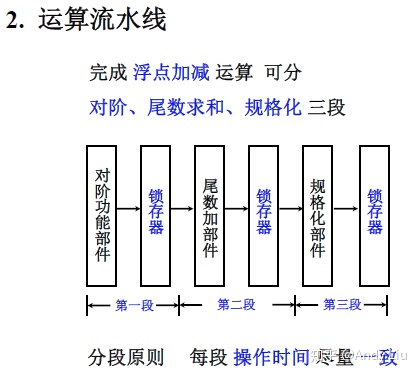 2. 运算流水线
完成 浮点加减 运算 可分
对阶、尾数求和、规格化 三段
对阶功能部件
锁存器
尾数加部件
锁存器
规格化部件
锁存器
第一段
第二段
第三段
分段原则 每段 操作时间 尽量 一致